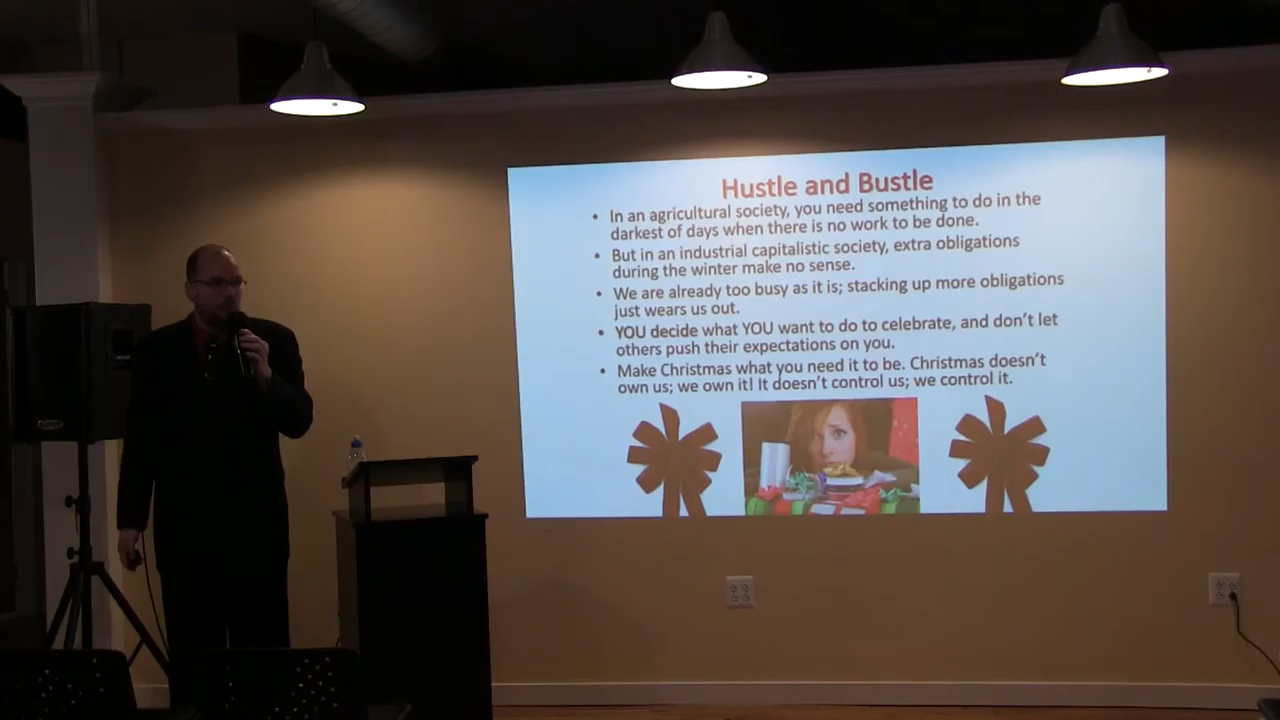 Hustle and Bustle
• In an agricultural society, you need something to do in the
darkest of days when there is no work to be done.
• But in an industrial capitalistic society, extra obligations
during the winter make no sense.
• We are already too busy as it is; stacking up more obligations
just wears us out.
• YOU decide what YOU want to do to celebrate, and don't let
others push their expectations on you.
• Make Christmas what you need it to be. Christmas doesn't
own us; we own it! It doesn't control us; we control it.